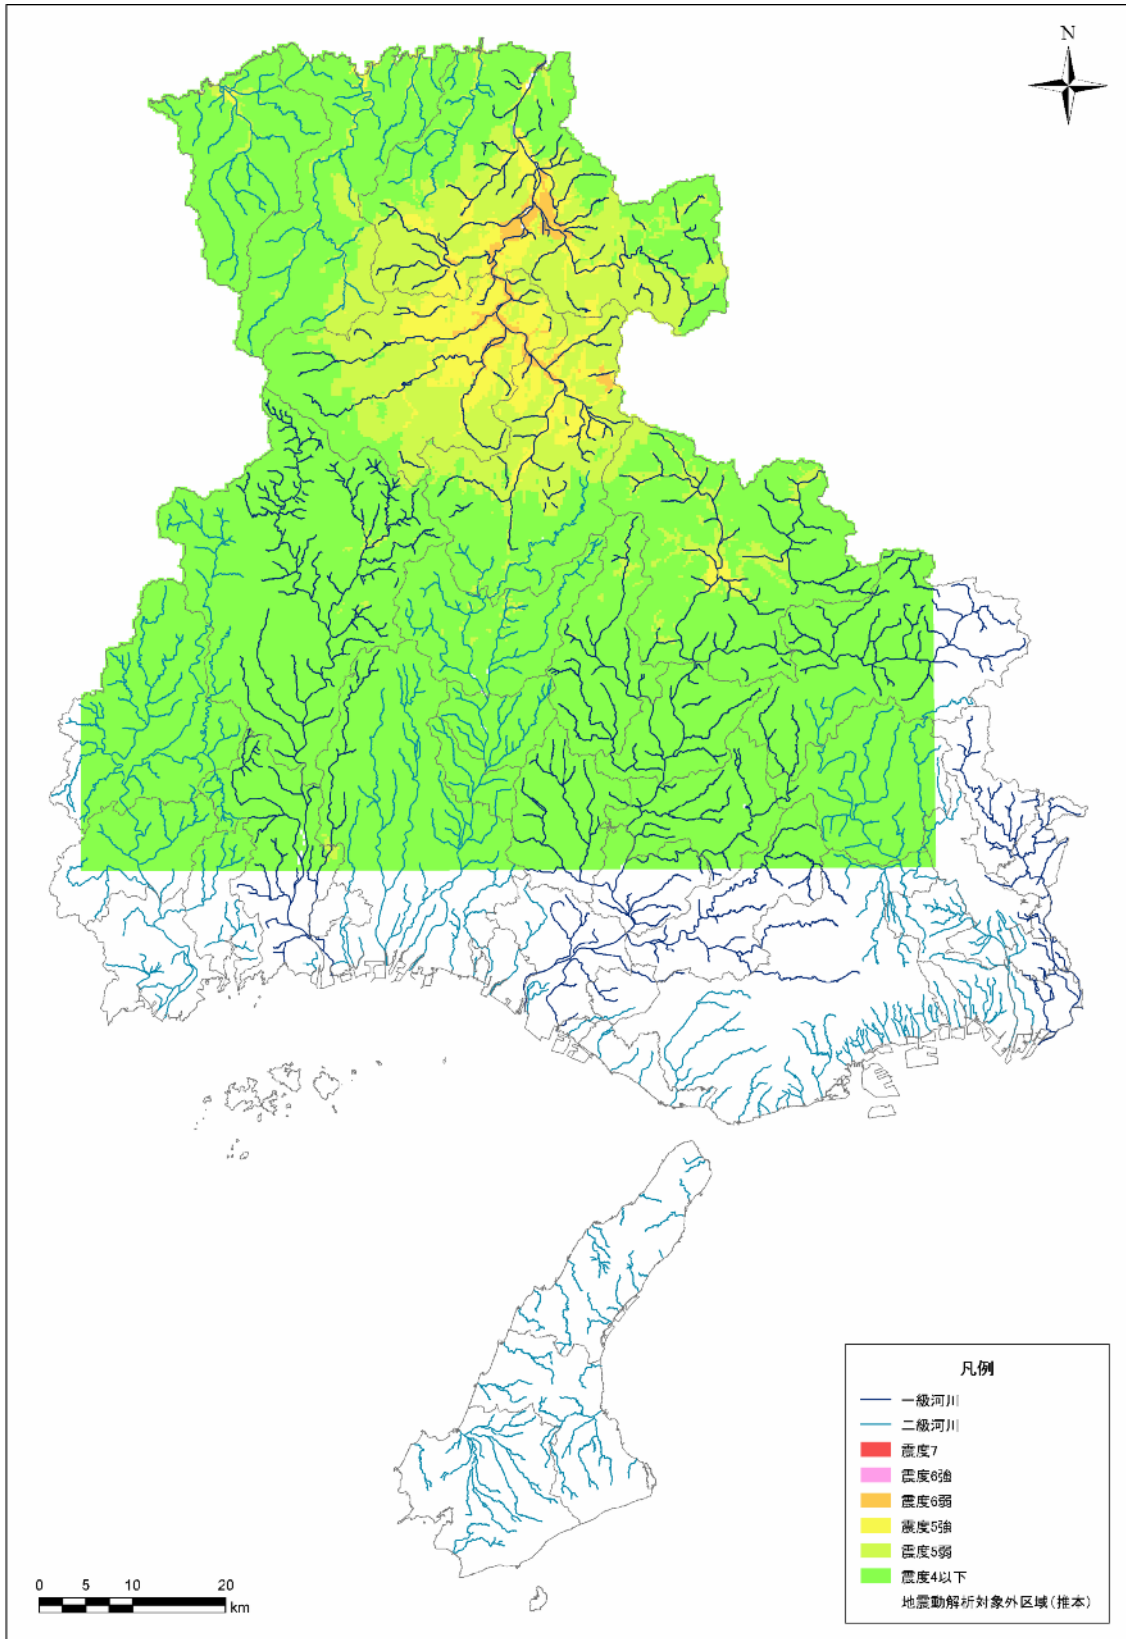 N
凡例
一級河川
二級河川
震度7
震度6強
震度6弱
震度5強
震度5弱
震度4以下
地震動解析対象外区域(推本)
0 5 10 20
km